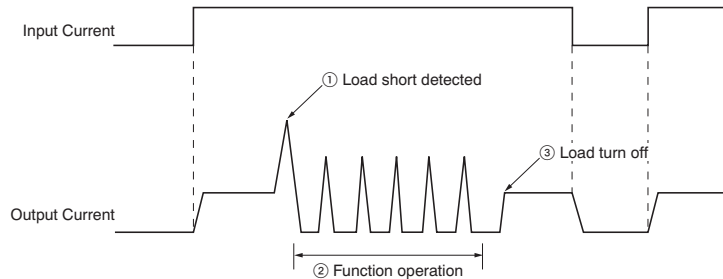 Input Current
① Load short detected
③ Load turn off
Output Current
② Function operation